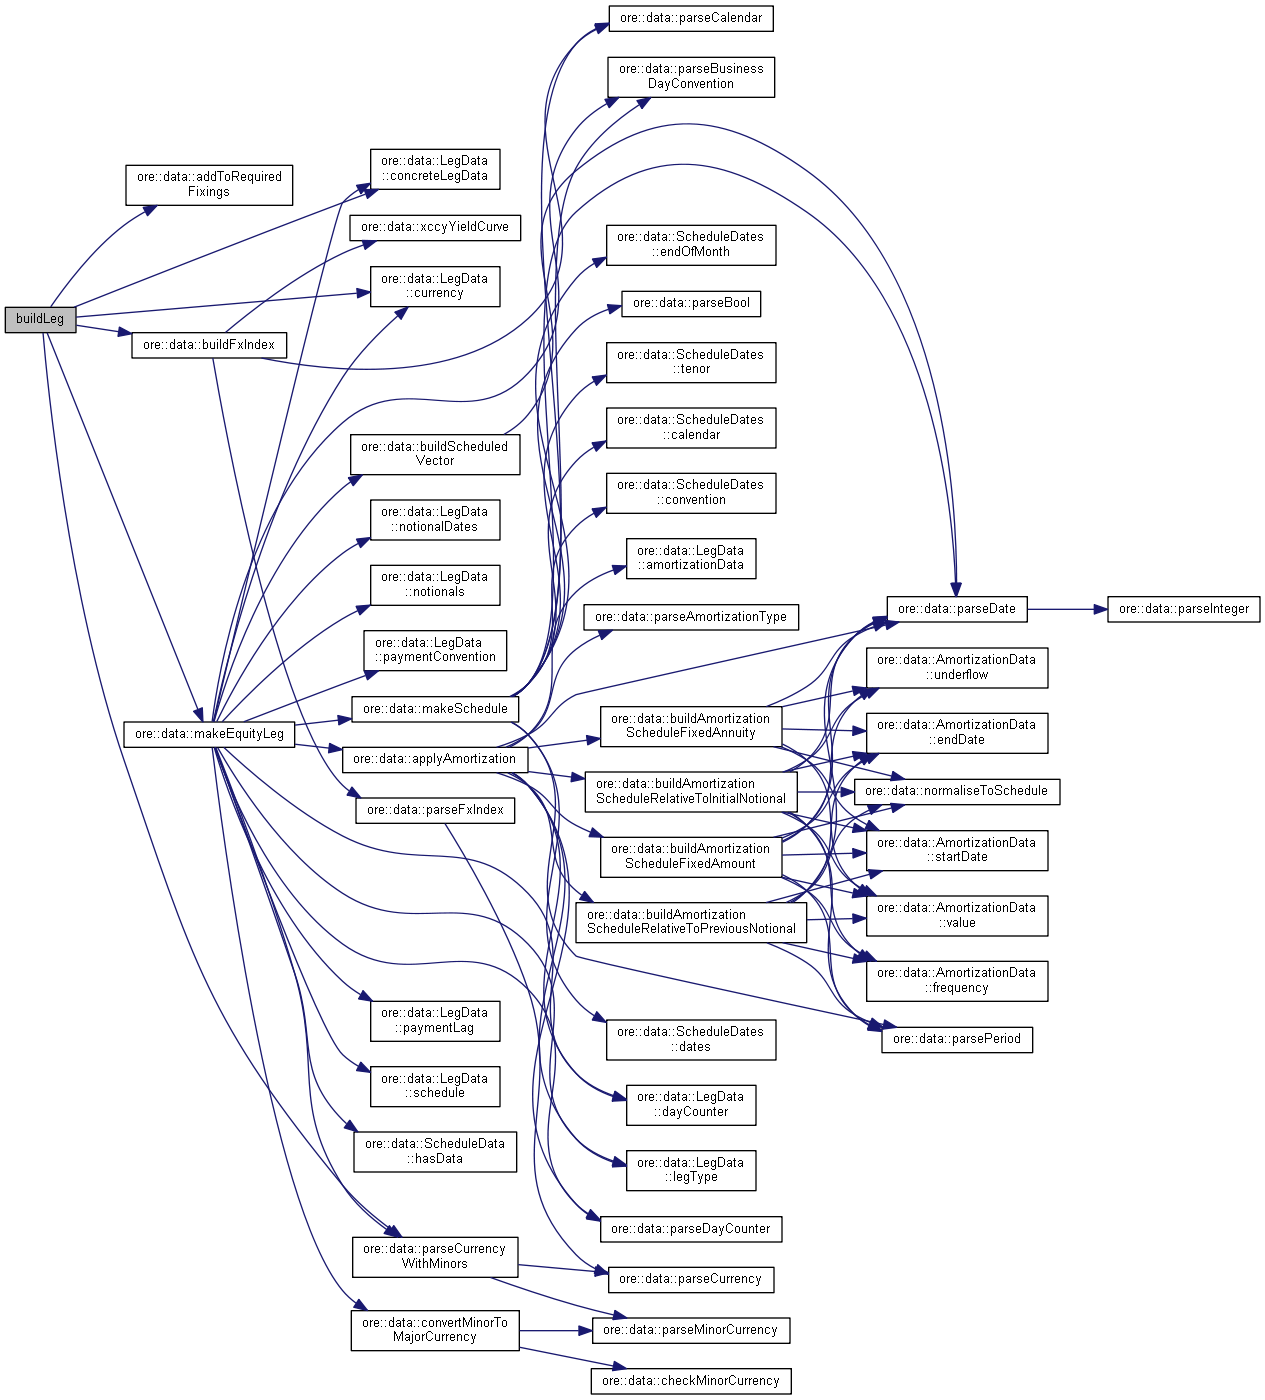 buildLeg
ore::data::addToRequired
Fixings
ore::data::buildFxIndex
ore::data::makeEquityLeg
ore::data::LegData
::concreteLegData
ore::data::xccyYieldCurve
ore::data::LegData
::currency
ore::data::buildScheduled
Vector
ore::data::LegData
::notionalDates
ore::data::LegData
::notionals
ore::data::LegData
::paymentConvention
ore::data::makeSchedule
ore::data::applyAmortization
ore::data::parseFxIndex
ore::data::LegData
::paymentLag
ore::data::LegData
::schedule
ore::data::ScheduleData
::hasData
ore::data::parseCurrency
WithMinors
ore::data::convertMinorTo
MajorCurrency
ore::data::parseCalendar
ore::data::parseBusiness
DayConvention
ore::data::ScheduleDates
::endOfMonth
ore::data::parseBool
ore::data::ScheduleDates
::tenor
ore::data::ScheduleDates
::calendar
ore::data::ScheduleDates
::convention
ore::data::LegData
::amortizationData
ore::data::parseAmortizationType
ore::data::buildAmortization
ScheduleFixedAnnuity
ore::data::buildAmortization
ScheduleRelativeToInitialNotional
ore::data::buildAmortization
ScheduleFixedAmount
ore::data::buildAmortization
ScheduleRelativeToPreviousNotional
ore::data::ScheduleDates
::dates
ore::data::LegData
::dayCounter
ore::data::LegData
::legType
ore::data::parseDayCounter
ore::data::parseCurrency
ore::data::parseMinorCurrency
ore::data::checkMinorCurrency
ore::data::parseDate
ore::data::AmortizationData
::underflow
ore::data::AmortizationData
::endDate
ore::data::normaliseToSchedule
ore::data::AmortizationData
::startDate
ore::data::AmortizationData
::value
ore::data::AmortizationData
::frequency
ore::data::parsePeriod
ore::data::parseInteger